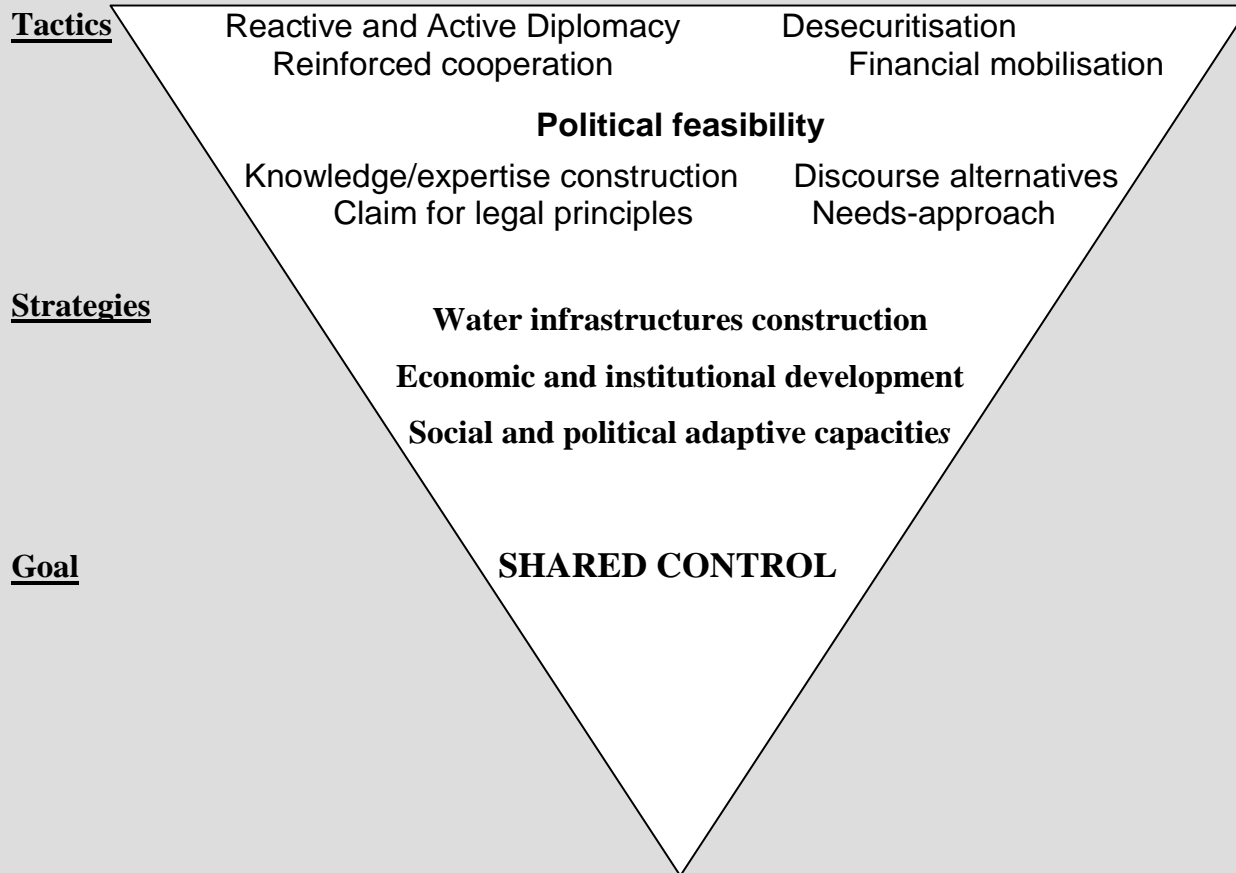 Tactics Reactive and Active Diplomacy Desecuritisation
Reinforced cooperation Financial mobilisation
Political feasibility
Knowledge/expertise construction Discourse alternatives
Claim for legal principles Needs-approach
Strategies
Water infrastructures construction
Economic and institutional development
Social and political adaptive capacities
Goal SHARED CONTROL